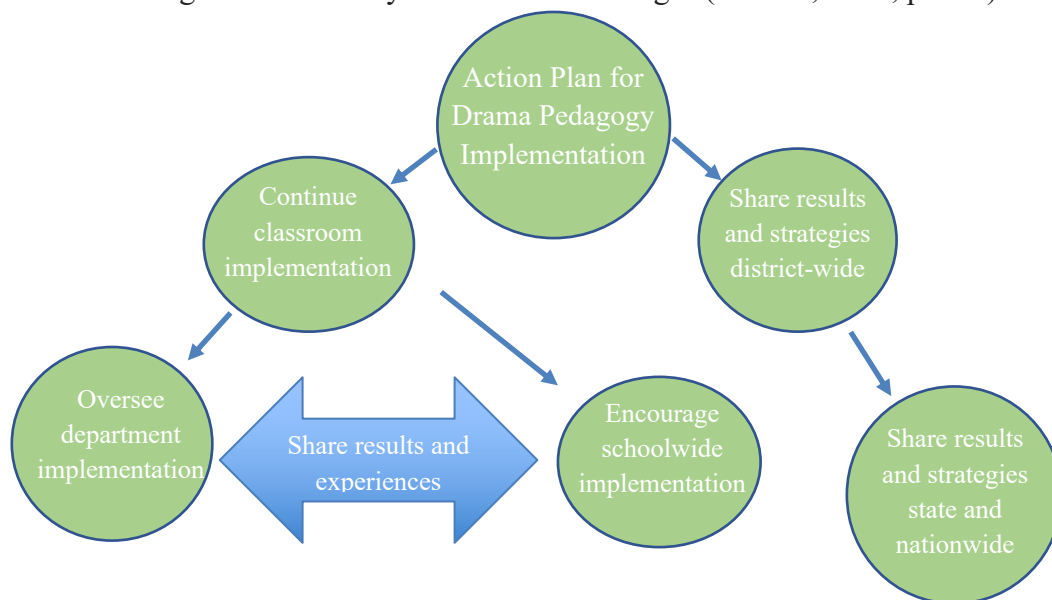 Action Plan for
Drama Pedagogy
Implementation
Continue
classroom
implementation
Share results
and strategies
district-wide
Oversee
department
implementation
Share results and
experiences
Encourage
schoolwide
implementation
Share results
and strategies
state and
nationwide